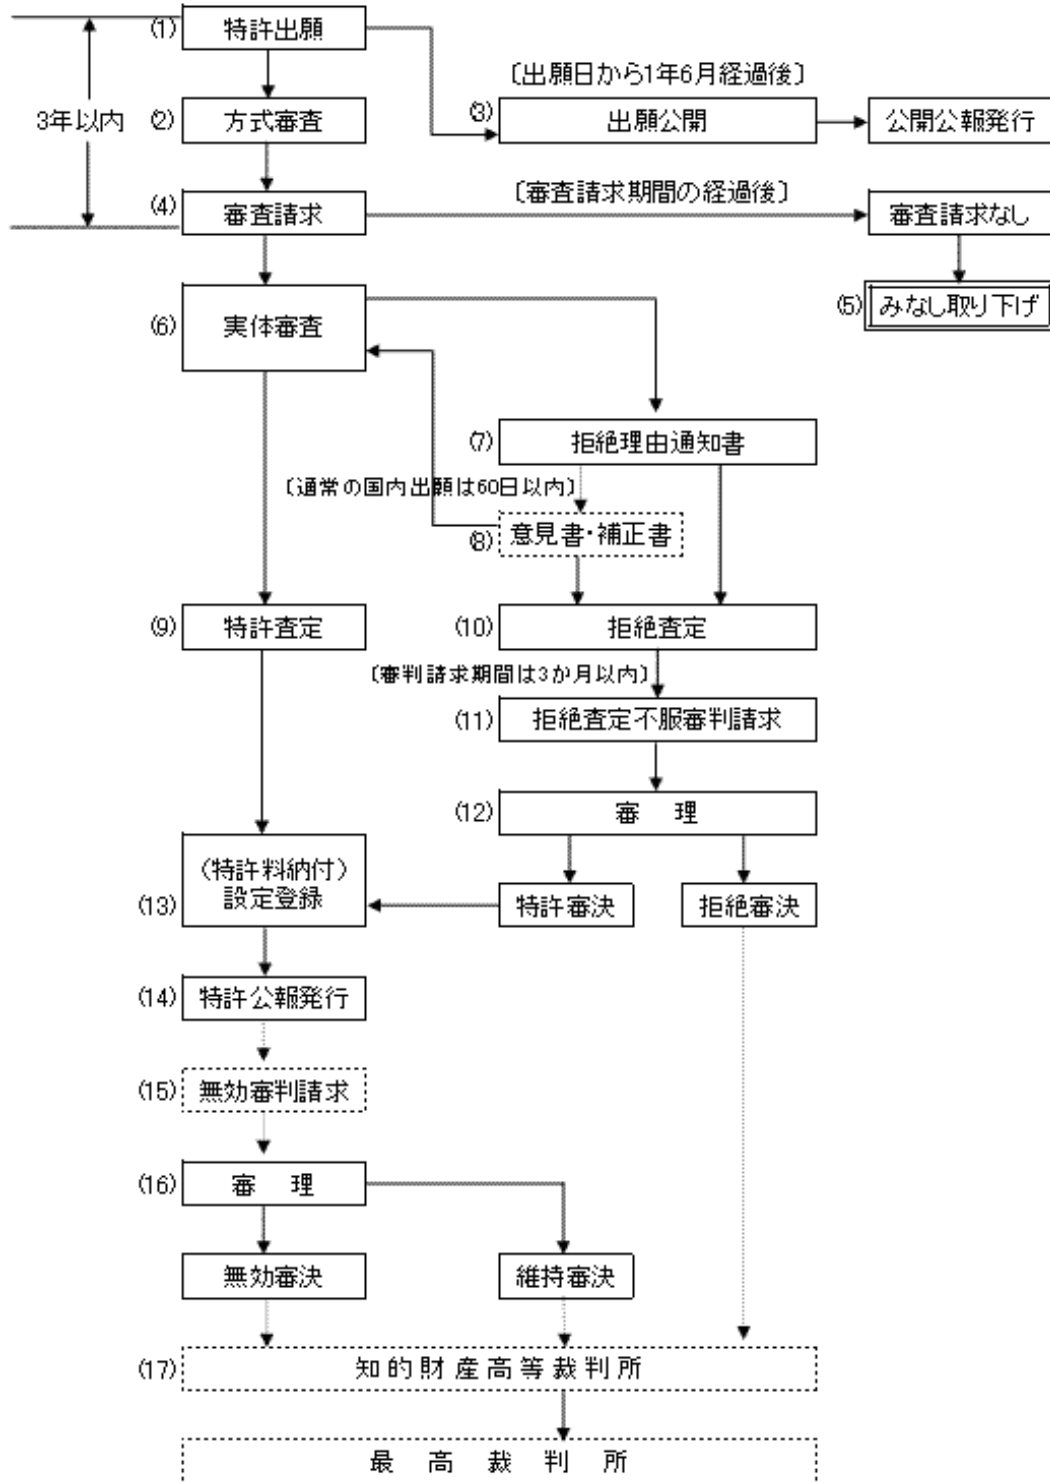 (1) 特許出願
〔出願日から1年6月経過後〕
3年以内
(2) 方式審査
(3) 出願公開
公開公報発行
〔審査請求期間の経過後〕
(4) 審査請求
審査請求なし
(5) みなし取り下げ
(6) 実体審査
(7) 拒絶理由通知書
〔通常の国内出願は60日以内〕
(8) 意見書・補正書
(9) 特許査定
(10) 拒絶査定
〔審判請求期間は3か月以内〕
(11) 拒絶査定不服審判請求
(12) 審 理
(特許料納付)
(13) 設定登録
特許審決
拒絶審決
(14) 特許公報発行
(15) 無効審判請求
(16) 審 理
無効審決
維持審決
(17) 知的財産高等裁判所
最 高 裁 判 所